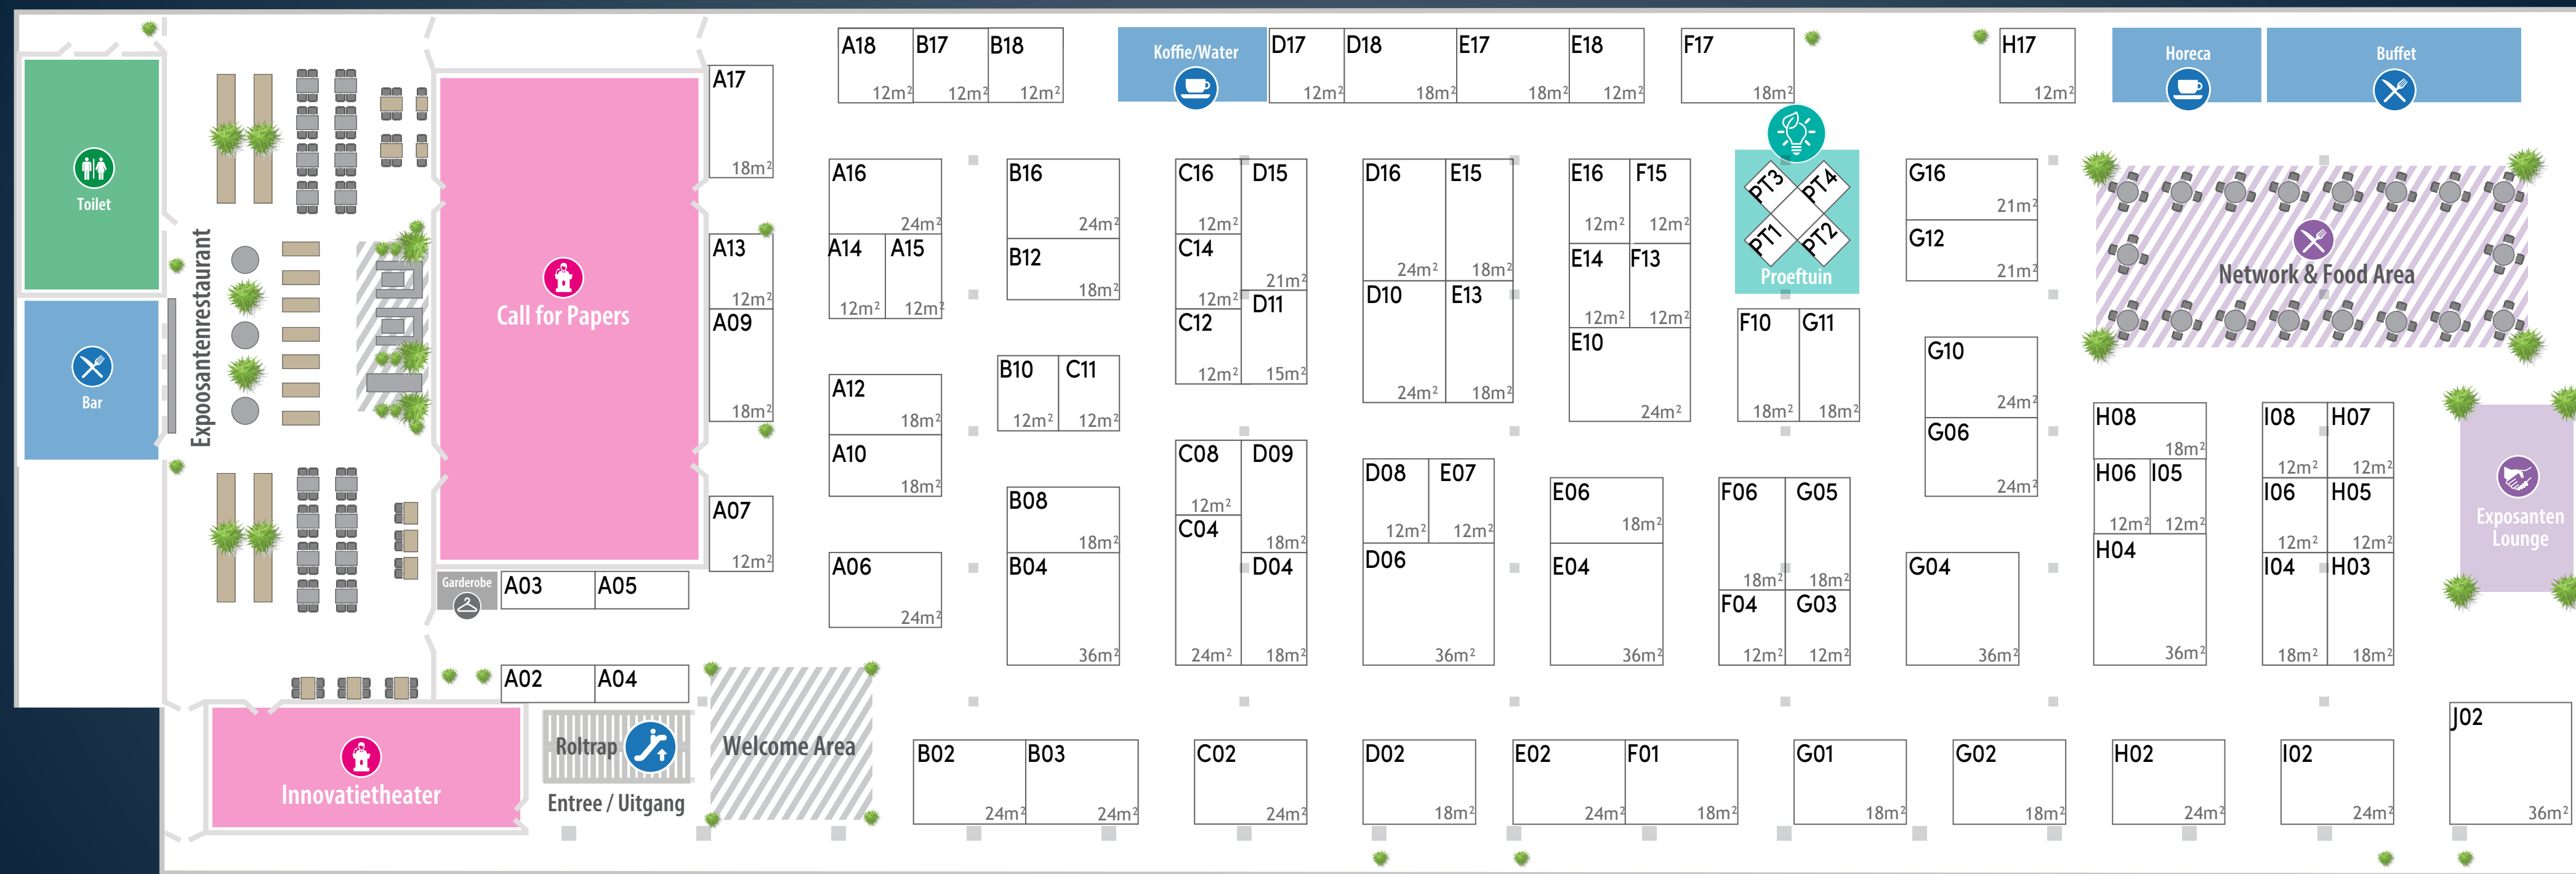 A18
12m²
B17
12m²
B18
12m²
Koffie/Water
D17
12m²
D18
18m²
E17
18m²
E18
12m²
F17
18m²
H17
12m²
Horeca
Buffet
A17
18m²
Toilet
Exposantenrestaurant
Bar
Call for Papers
A13
12m²
A09
18m²
A07
12m²
A16
24m²
A14
12m²
A15
12m²
A12
18m²
A10
18m²
A06
24m²
B16
24m²
B12
18m²
B10
12m²
C11
12m²
B08
18m²
B04
36m²
C16
12m²
D15
21m²
C14
12m²
D11
15m²
C12
12m²
C08
12m²
D09
18m²
C04
24m²
D04
18m²
D16
24m²
E15
18m²
D10
24m²
E13
18m²
D08
12m²
E07
12m²
D06
36m²
E16
12m²
F15
12m²
E14
12m²
F13
12m²
E10
24m²
E06
18m²
E04
36m²
PT3
PT4
PT1
PT2
Proeftuin
F10
18m²
G11
18m²
F06
18m²
G05
18m²
F04
12m²
G03
12m²
G16
21m²
G12
21m²
G10
24m²
G06
24m²
G04
36m²
Network & Food Area
H08
18m²
H06
12m²
I05
12m²
H04
36m²
I08
12m²
H07
12m²
I06
12m²
H05
12m²
I04
18m²
H03
18m²
Exposanten
Lounge
Garderobe
A03
A05
A02
A04
Innovatietheater
Roltrap
Entree / Uitgang
Welcome Area
B02
24m²
B03
24m²
C02
24m²
D02
18m²
E02
24m²
F01
18m²
G01
18m²
G02
18m²
H02
24m²
I02
24m²
J02
36m²